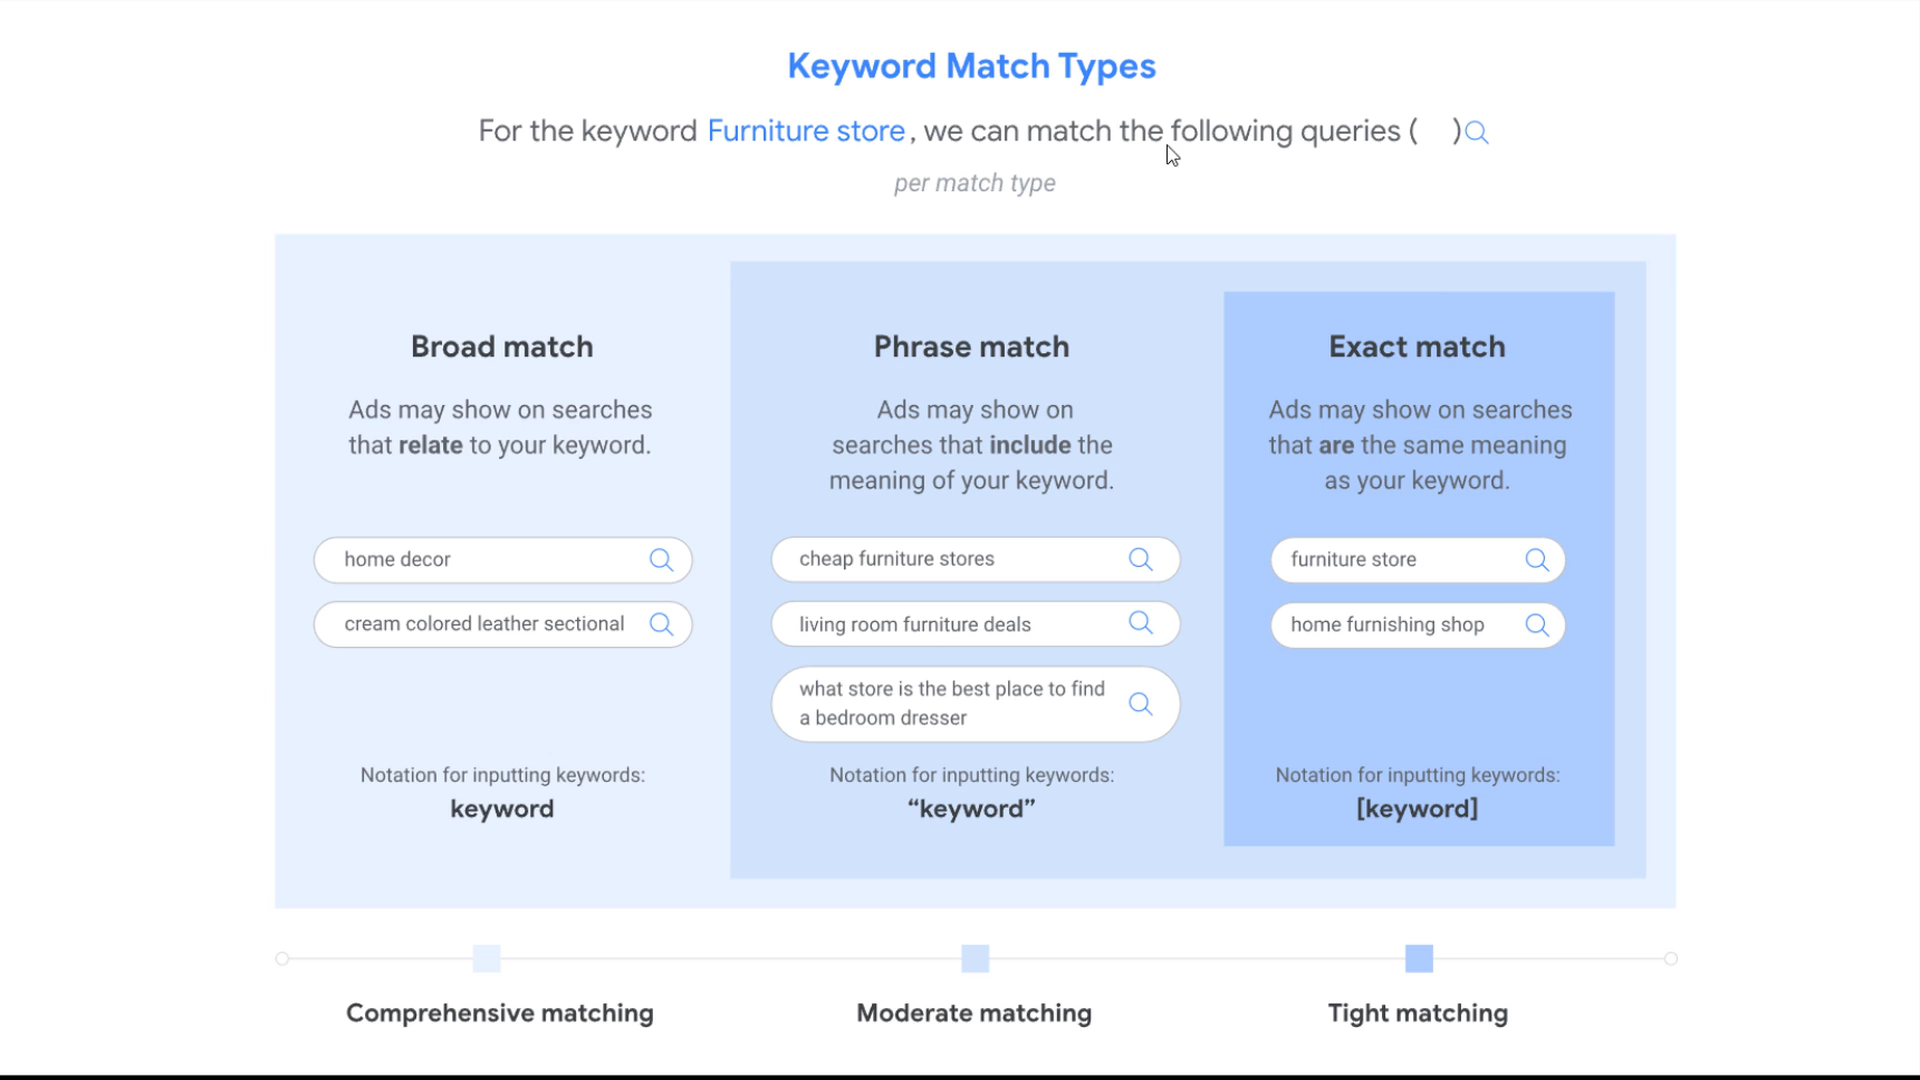 Keyword Match Types
For the keyword Furniture store, we can match the following queries ( )
per match type
Broad match
Ads may show on searches
that relate to your keyword.
home decor
cream colored leather sectional
Notation for inputting keywords:
keyword
Phrase match
Ads may show on
searches that include the
meaning of your keyword.
cheap furniture stores
living room furniture deals
what store is the best place to find
a bedroom dresser
Notation for inputting keywords:
“keyword”
Exact match
Ads may show on searches
that are the same meaning
as your keyword.
furniture store
home furnishing shop
Notation for inputting keywords:
[keyword]
Comprehensive matching
Moderate matching
Tight matching